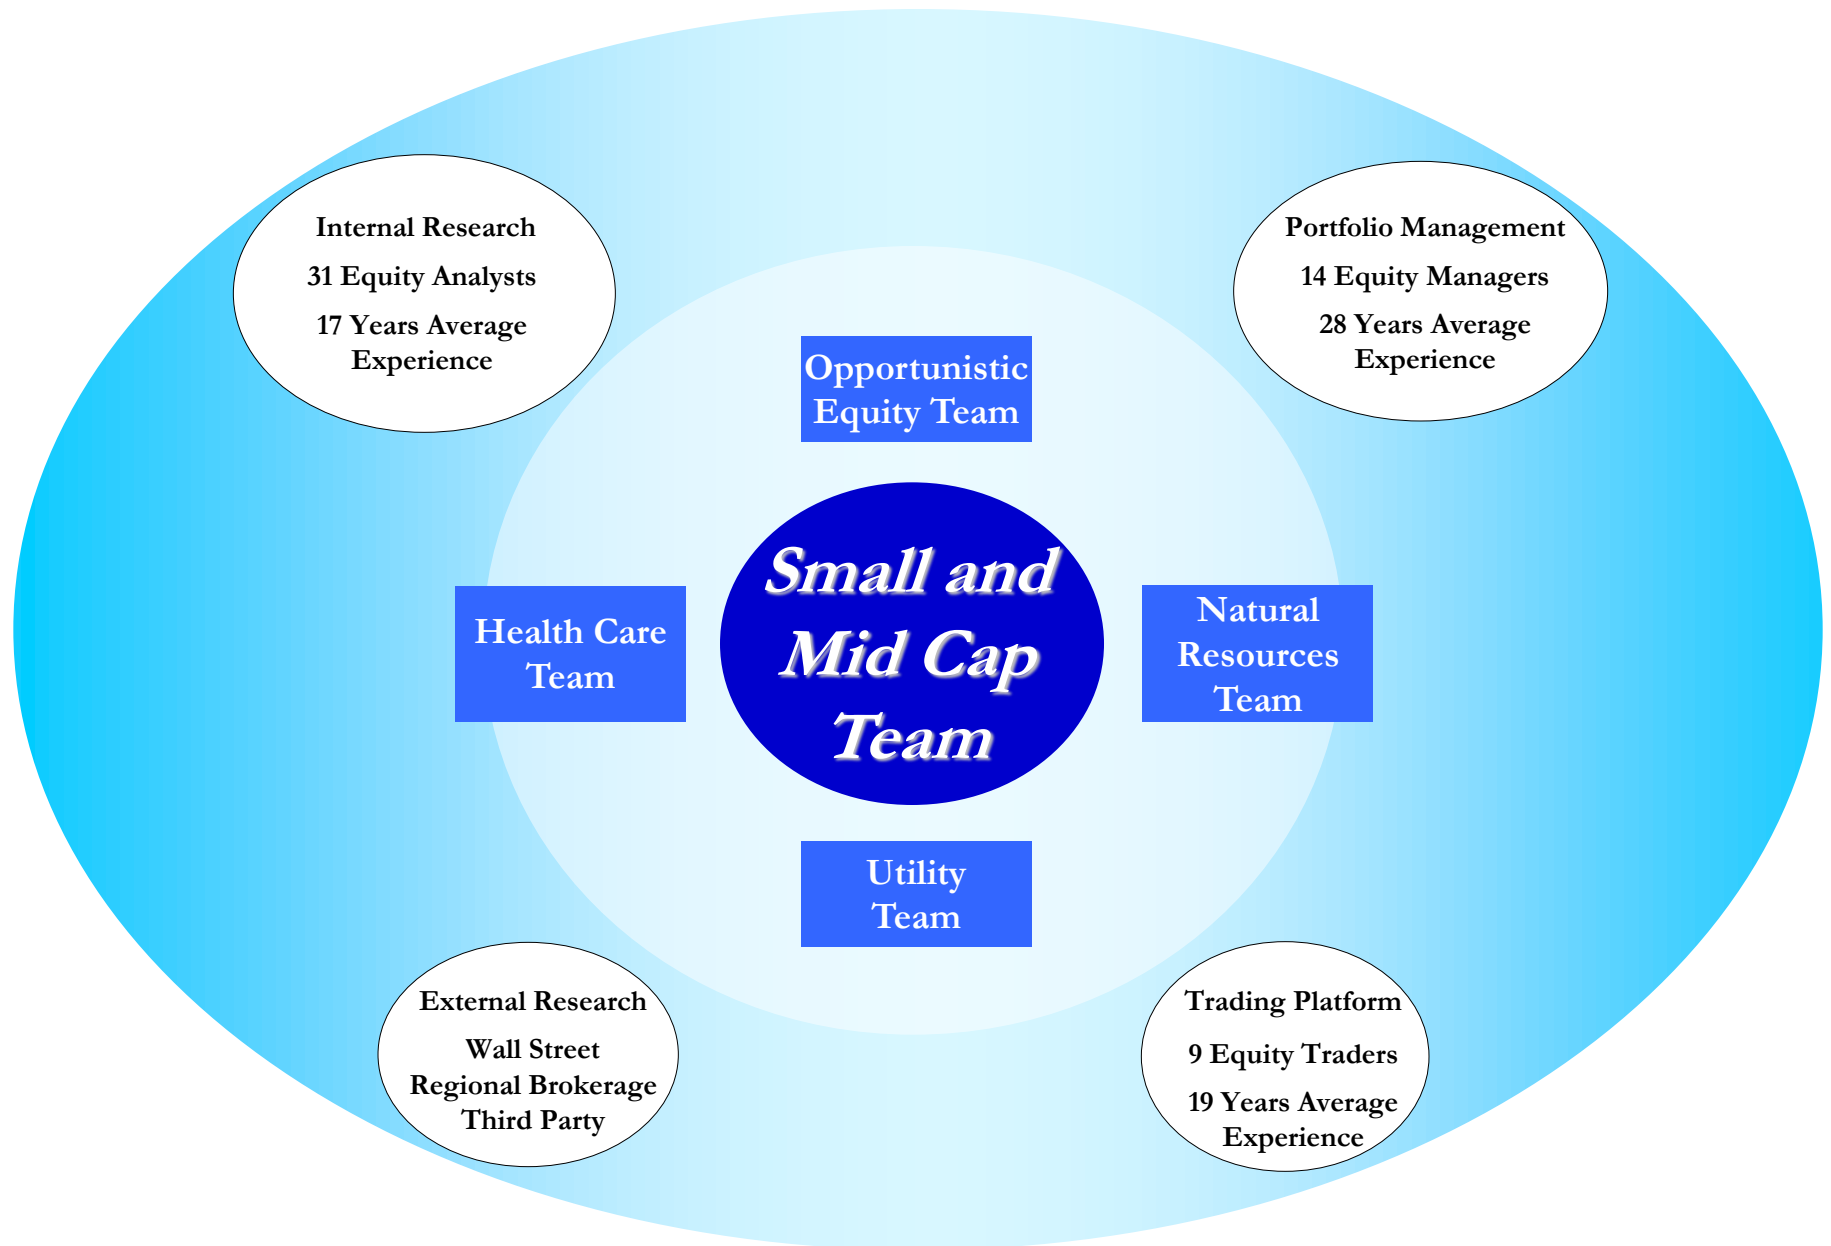 Internal Research
31 Equity Analysts
17 Years Average
Experience
Portfolio Management
14 Equity Managers
28 Years Average
Experience
Opportunistic
Equity Team
Small and
Mid Cap
Team
Health Care
Team
Natural
Resources
Team
Utility
Team
External Research
Wall Street
Regional Brokerage
Third Party
Trading Platform
9 Equity Traders
19 Years Average
Experience